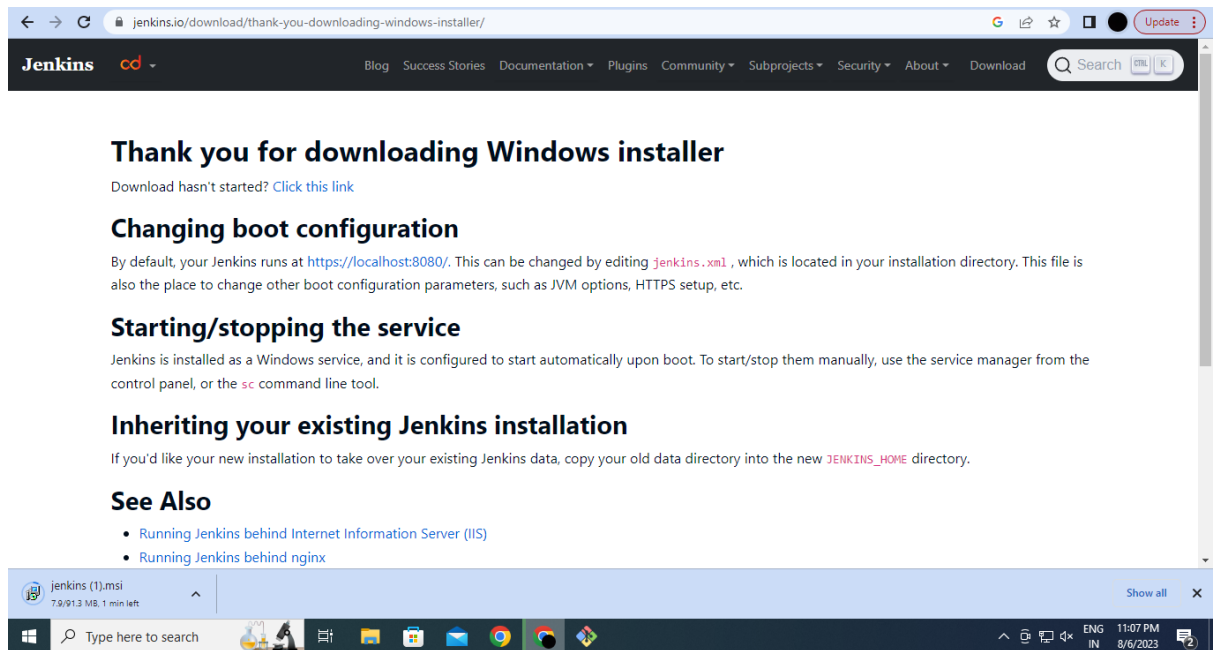 jenkins.io/download/thank-you-downloading-windows-installer/
Update
Jenkins cd Blog Success Stories Documentation Plugins Community Subprojects Security About Download Search CTRL K
Thank you for downloading Windows installer
Download hasn't started? Click this link
Changing boot configuration
By default, your Jenkins runs at https://localhost:8080/. This can be changed by editing jenkins.xml , which is located in your installation directory. This file is
also the place to change other boot configuration parameters, such as JVM options, HTTPS setup, etc.
Starting/stopping the service
Jenkins is installed as a Windows service, and it is configured to start automatically upon boot. To start/stop them manually, use the service manager from the
control panel, or the sc command line tool.
Inheriting your existing Jenkins installation
If you'd like your new installation to take over your existing Jenkins data, copy your old data directory into the new JENKINS_HOME directory.
See Also
• Running Jenkins behind Internet Information Server (IIS)
• Running Jenkins behind nginx
jenkins (1).msi
7.9/91.3 MB, 1 min left
Show all
Type here to search
ENG
IN
11:07 PM
8/6/2023
2